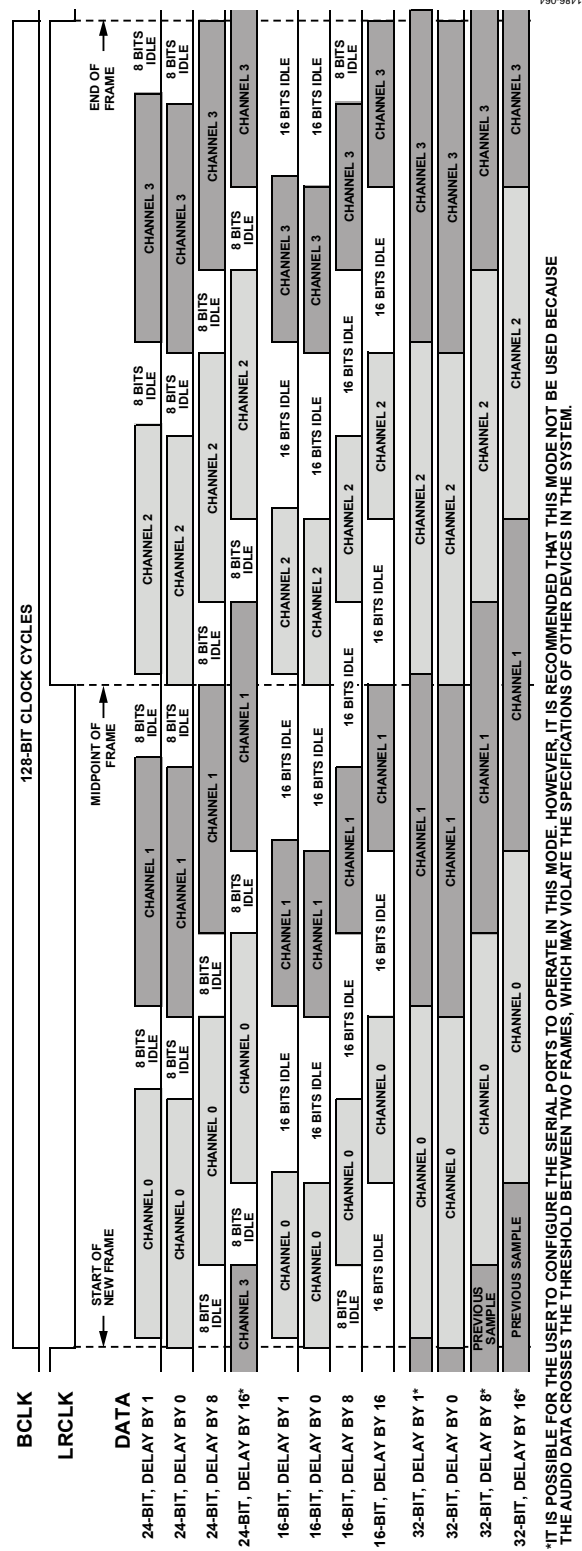 BCLK 128-BIT CLOCK CYCLES
LRCLK
START OF NEW FRAME MIDPOINT OF FRAME END OF FRAME
DATA
24-BIT, DELAY BY 1 CHANNEL 0 8 BITS IDLE CHANNEL 1 8 BITS IDLE CHANNEL 2 8 BITS IDLE CHANNEL 3 8 BITS IDLE
24-BIT, DELAY BY 0 CHANNEL 0 8 BITS IDLE CHANNEL 1 8 BITS IDLE CHANNEL 2 8 BITS IDLE CHANNEL 3 8 BITS IDLE
24-BIT, DELAY BY 8 8 BITS IDLE CHANNEL 0 8 BITS IDLE CHANNEL 1 8 BITS IDLE CHANNEL 2 8 BITS IDLE CHANNEL 3
24-BIT, DELAY BY 16* CHANNEL 3 8 BITS IDLE CHANNEL 0 8 BITS IDLE CHANNEL 1 8 BITS IDLE CHANNEL 2 8 BITS IDLE CHANNEL 3
16-BIT, DELAY BY 1 CHANNEL 0 16 BITS IDLE CHANNEL 1 16 BITS IDLE CHANNEL 2 16 BITS IDLE CHANNEL 3 16 BITS IDLE
16-BIT, DELAY BY 0 CHANNEL 0 16 BITS IDLE CHANNEL 1 16 BITS IDLE CHANNEL 2 16 BITS IDLE CHANNEL 3 16 BITS IDLE
16-BIT, DELAY BY 8 8 BITS IDLE CHANNEL 0 16 BITS IDLE CHANNEL 1 16 BITS IDLE CHANNEL 2 16 BITS IDLE CHANNEL 3 8 BITS IDLE
16-BIT, DELAY BY 16 16 BITS IDLE CHANNEL 0 16 BITS IDLE CHANNEL 1 16 BITS IDLE CHANNEL 2 16 BITS IDLE CHANNEL 3
32-BIT, DELAY BY 1* CHANNEL 0 CHANNEL 1 CHANNEL 2 CHANNEL 3
32-BIT, DELAY BY 0 CHANNEL 0 CHANNEL 1 CHANNEL 2 CHANNEL 3
32-BIT, DELAY BY 8* PREVIOUS SAMPLE CHANNEL 0 CHANNEL 1 CHANNEL 2 CHANNEL 3
32-BIT, DELAY BY 16* PREVIOUS SAMPLE CHANNEL 0 CHANNEL 1 CHANNEL 2 CHANNEL 3
*IT IS POSSIBLE FOR THE USER TO CONFIGURE THE SERIAL PORTS TO OPERATE IN THIS MODE. HOWEVER, IT IS RECOMMENDED THAT THIS MODE NOT BE USED BECAUSE
THE AUDIO DATA CROSSES THE THRESHOLD BETWEEN TWO FRAMES, WHICH MAY VIOLATE THE SPECIFICATIONS OF OTHER DEVICES IN THE SYSTEM.